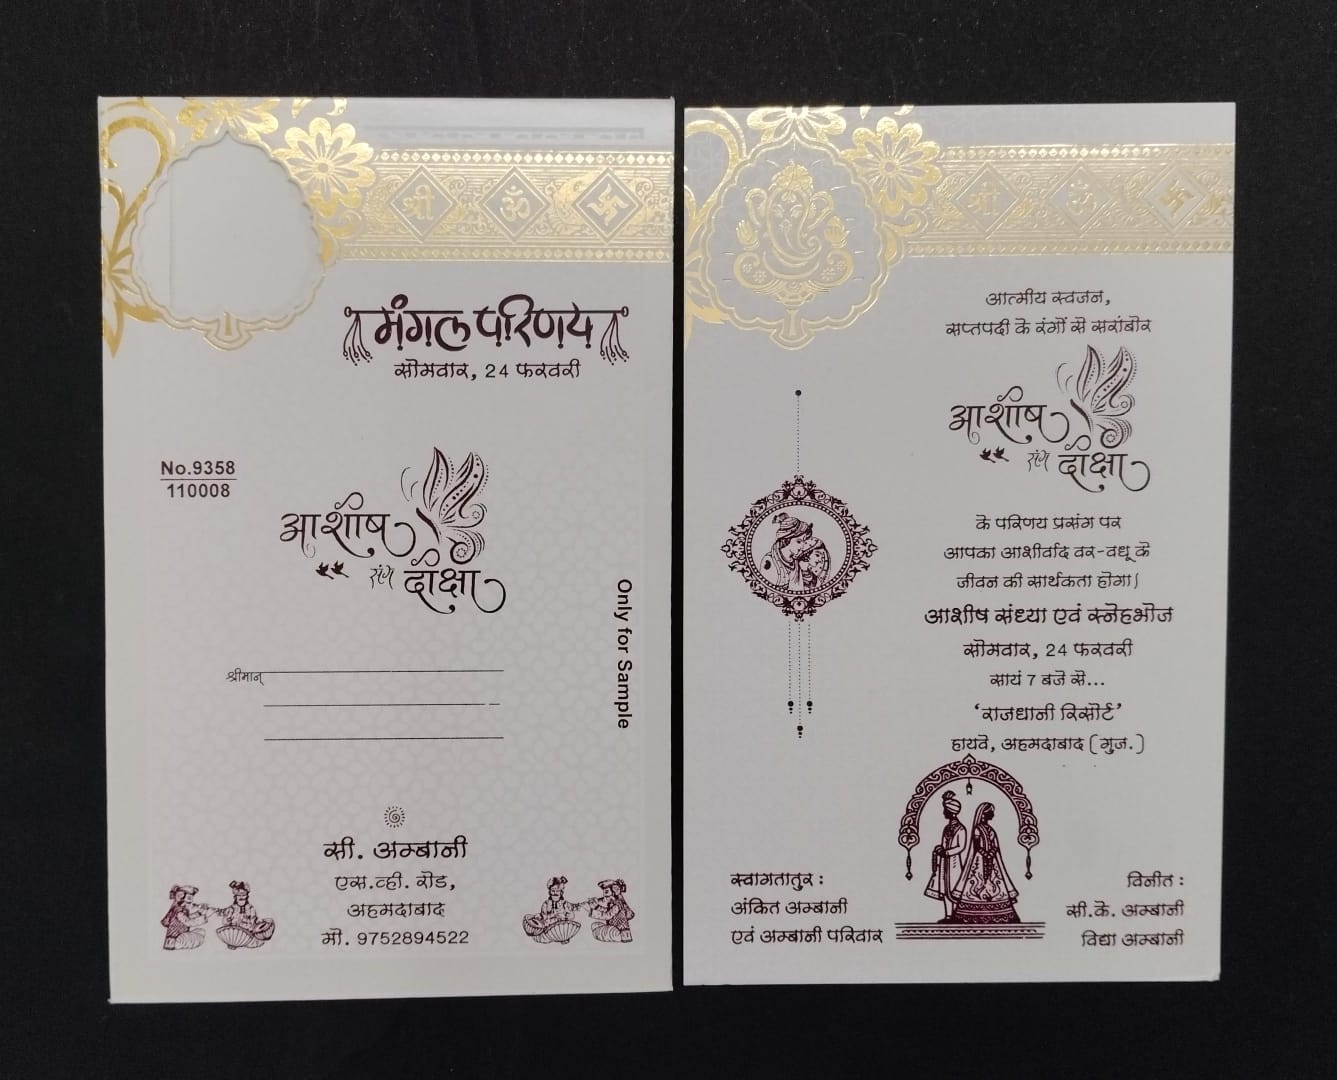 श्री ॐ 卐
मंगल परिणय
सोमवार, 24 फरवरी
No.9358
110008
आशीष
संग दीक्षा
Only for Sample
श्रीमान्
सी. अम्बानी
एस.व्ही. रोड,
अहमदाबाद
मो. 9752894522
श्री ॐ 卐
आत्मीय स्वजन,
सप्तपदी के रंगों से सरांबोर
आशीष
संग दीक्षा
के परिणय प्रसंग पर
आपका आशीर्वाद वर-वधू के
जीवन की सार्थकता होगा।
आशीष संध्या एवं स्नेहभोज
सोमवार, 24 फरवरी
सायं 7 बजे से...
‘राजधानी रिसोर्ट’
हायवे, अहमदाबाद (गुज.)
स्वागतातुर :
अंकित अम्बानी
एवं अम्बानी परिवार
विनीत :
सी.के. अम्बानी
विद्या अम्बानी